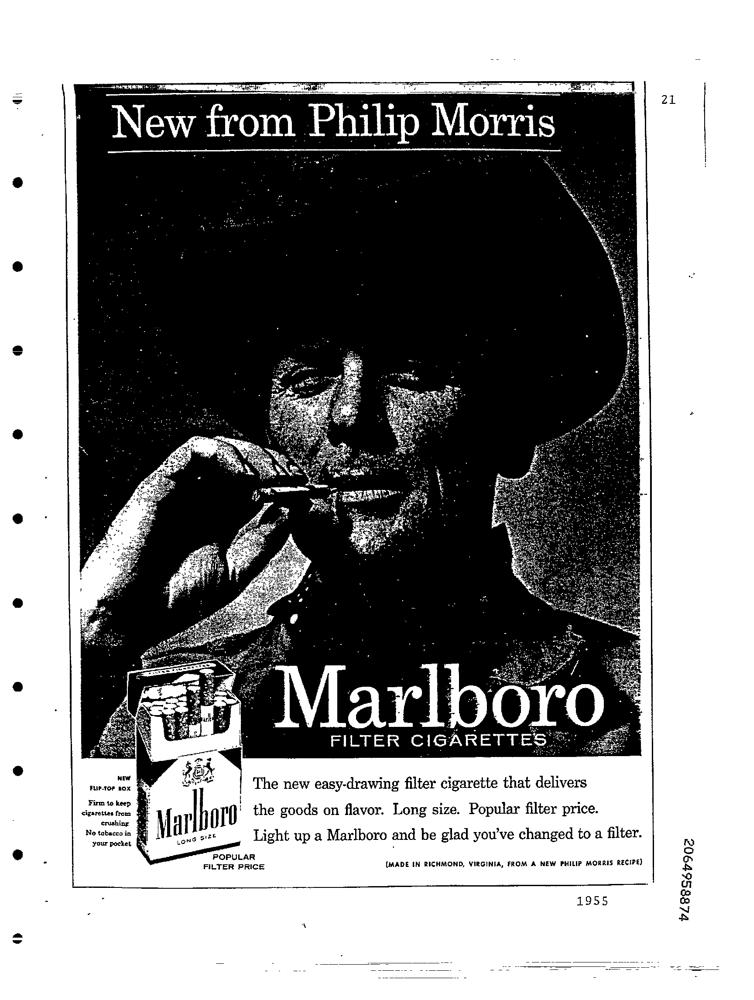 21
New from Philip Morris
Marlboro
FILTER CIGARETTES
NEW
FLIP-TOP BOX
Firm to keep
cigarettes from
crushing
No tobacco in
your pocket
Marlboro
LONG SIZE
POPULAR
FILTER PRICE
The new easy-drawing filter cigarette that delivers
the goods on flavor. Long size. Popular filter price.
Light up a Marlboro and be glad you've changed to a filter.
(MADE IN RICHMOND, VIRGINIA, FROM A NEW PHILIP MORRIS RECIPE)
1955
2064958874